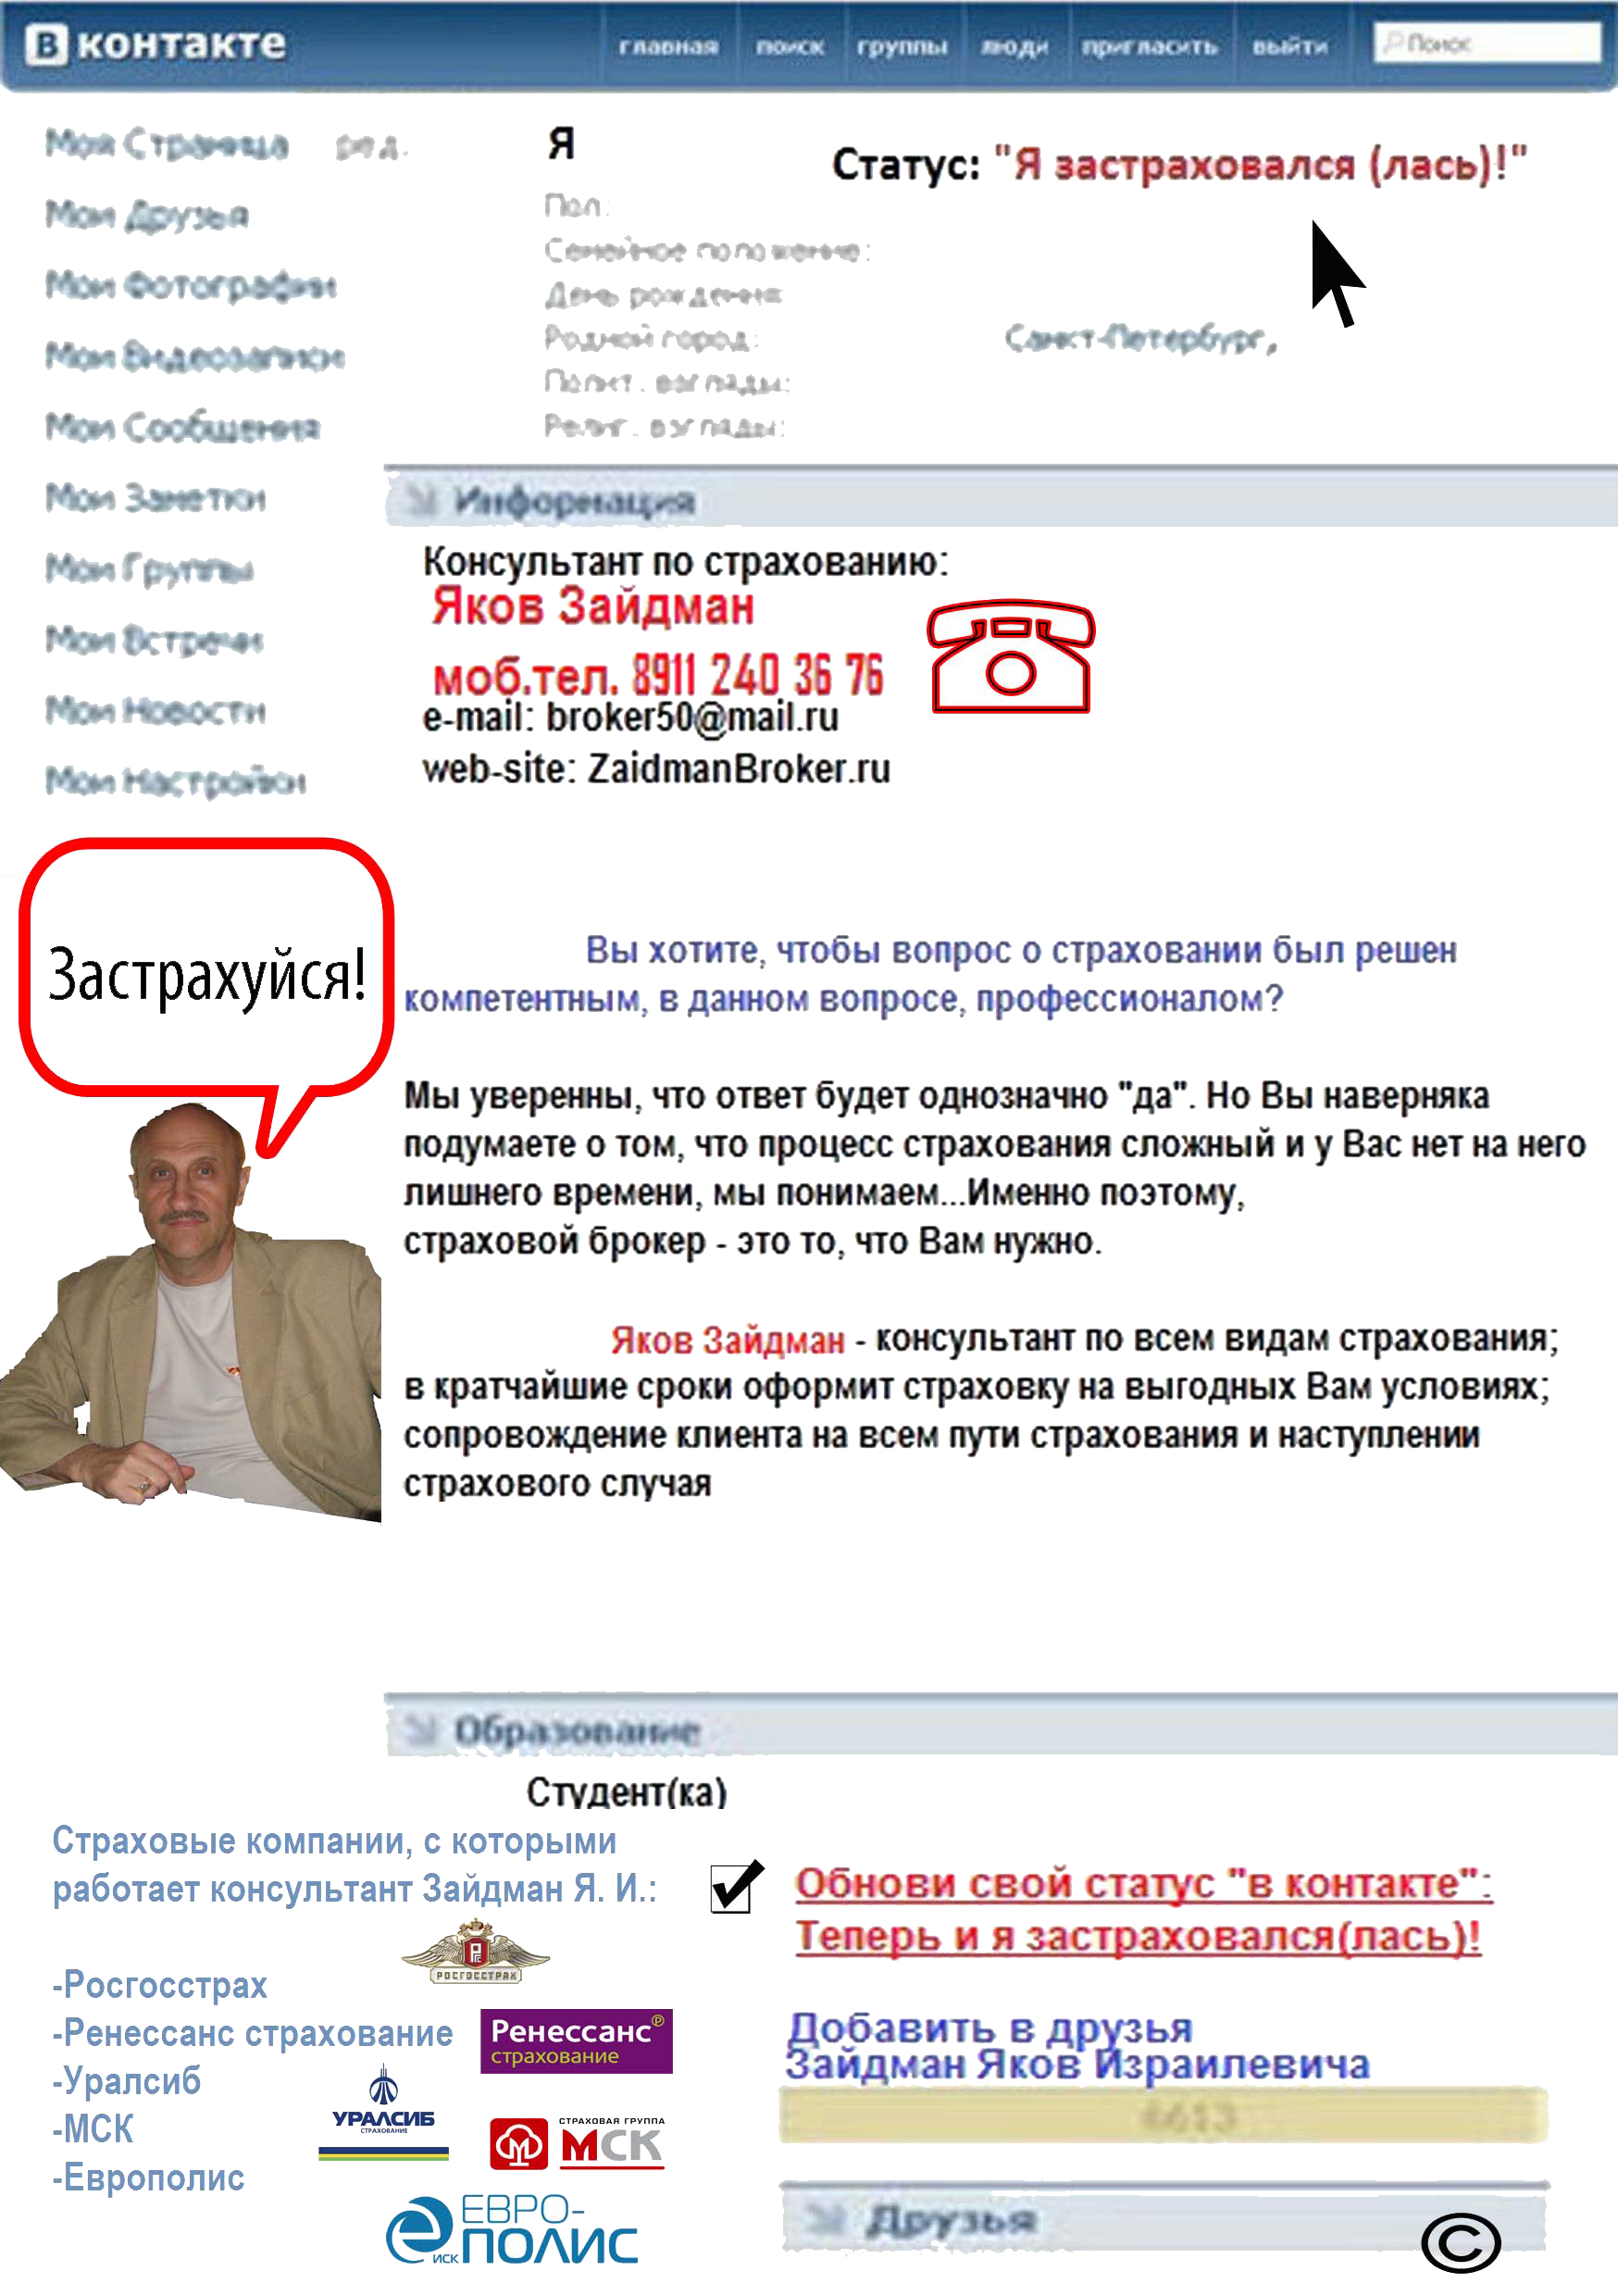 В контакте
главная поиск группы люди пригласить выйти Поиск
Моя Страница ред.
Мои Друзья
Мои Фотографии
Мои Видеозаписи
Мои Сообщения
Мои Заметки
Мои Группы
Мои Встречи
Мои Новости
Мои Настройки
Я
Статус: "Я застраховался (лась)!"
Пол:
Семейное положение:
День рождения:
Родной город: Санкт-Петербург,
Полит. взгляды:
Религ. взгляды:
Информация
Консультант по страхованию:
Яков Зайдман
моб.тел. 8911 240 36 76
e-mail: broker50@mail.ru
web-site: ZaidmanBroker.ru
Застрахуйся!
Вы хотите, чтобы вопрос о страховании был решен
компетентным, в данном вопросе, профессионалом?
Мы уверенны, что ответ будет однозначно "да". Но Вы наверняка
подумаете о том, что процесс страхования сложный и у Вас нет на него
лишнего времени, мы понимаем...Именно поэтому,
страховой брокер - это то, что Вам нужно.
Яков Зайдман - консультант по всем видам страхования;
в кратчайшие сроки оформит страховку на выгодных Вам условиях;
сопровождение клиента на всем пути страхования и наступлении
страхового случая
Образование
Студент(ка)
Страховые компании, с которыми
работает консультант Зайдман Я. И.:
-Росгосстрах
-Ренессанс страхование
-Уралсиб
-МСК
-Европолис
РОСГОССТРАХ
Ренессанс
страхование
УРАЛСИБ
СТРАХОВАНИЕ
СТРАХОВАЯ ГРУППА
МСК
ЕВРО-
ИСК ПОЛИС
Обнови свой статус "в контакте":
Теперь и я застраховался(лась)!
Добавить в друзья
Зайдман Яков Израилевича
6613
Друзья
©